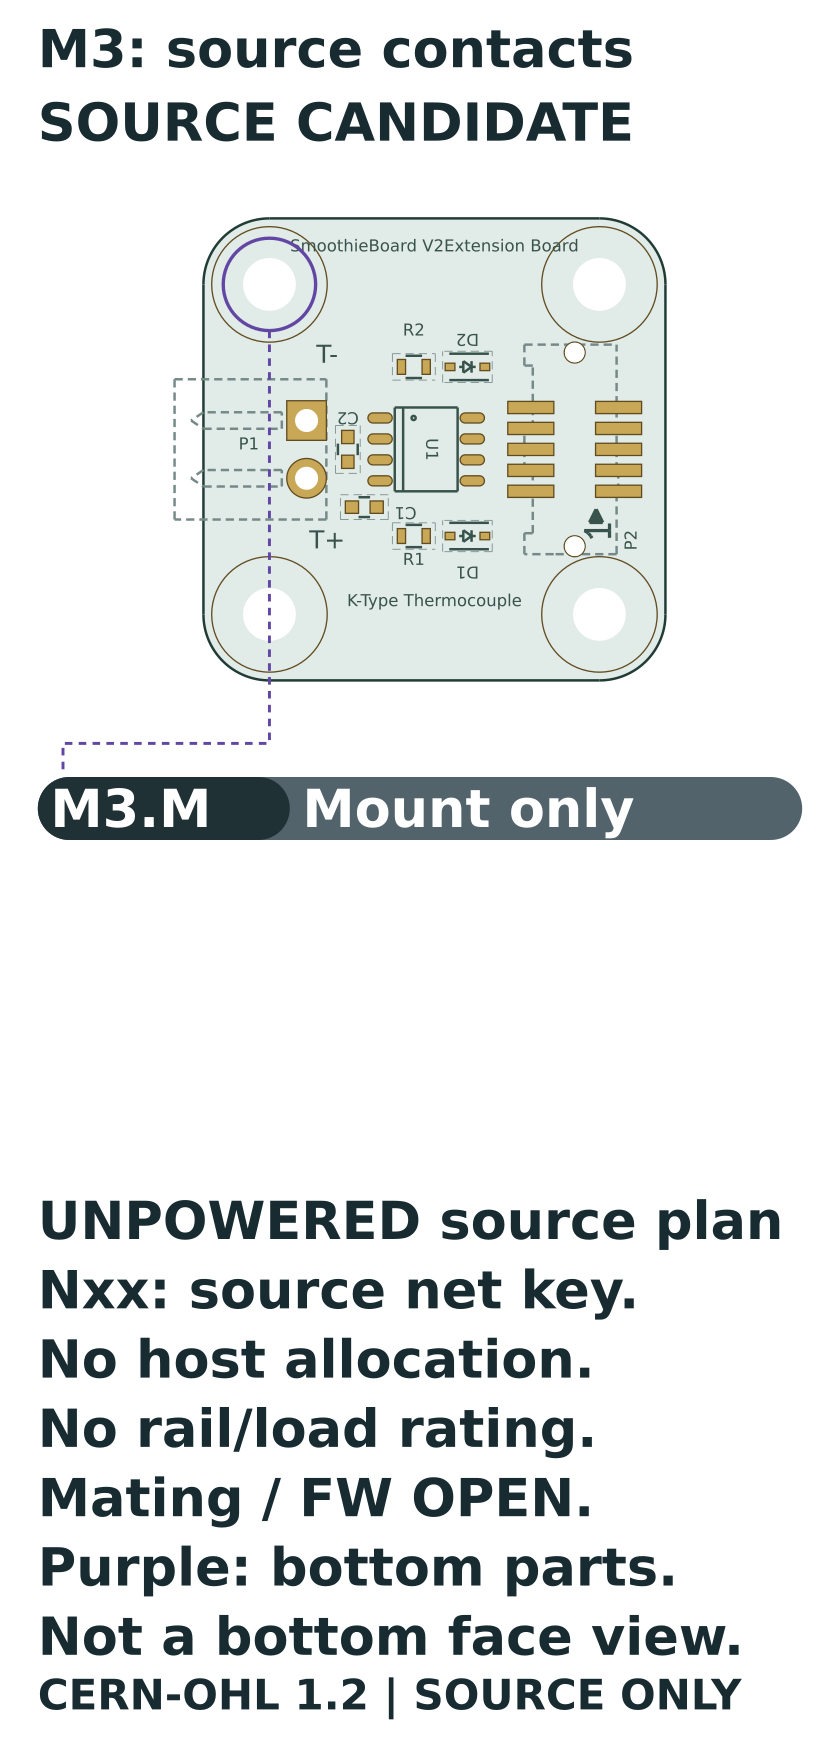 M3: source contacts
SOURCE CANDIDATE
SmoothieBoard V2Extension Board
R2
D2
T-
C2
P1
U1
C1
T+
1
P2
R1
D1
K-Type Thermocouple
M3.M Mount only
UNPOWERED source plan
Nxx: source net key.
No host allocation.
No rail/load rating.
Mating / FW OPEN.
Purple: bottom parts.
Not a bottom face view.
CERN-OHL 1.2 | SOURCE ONLY